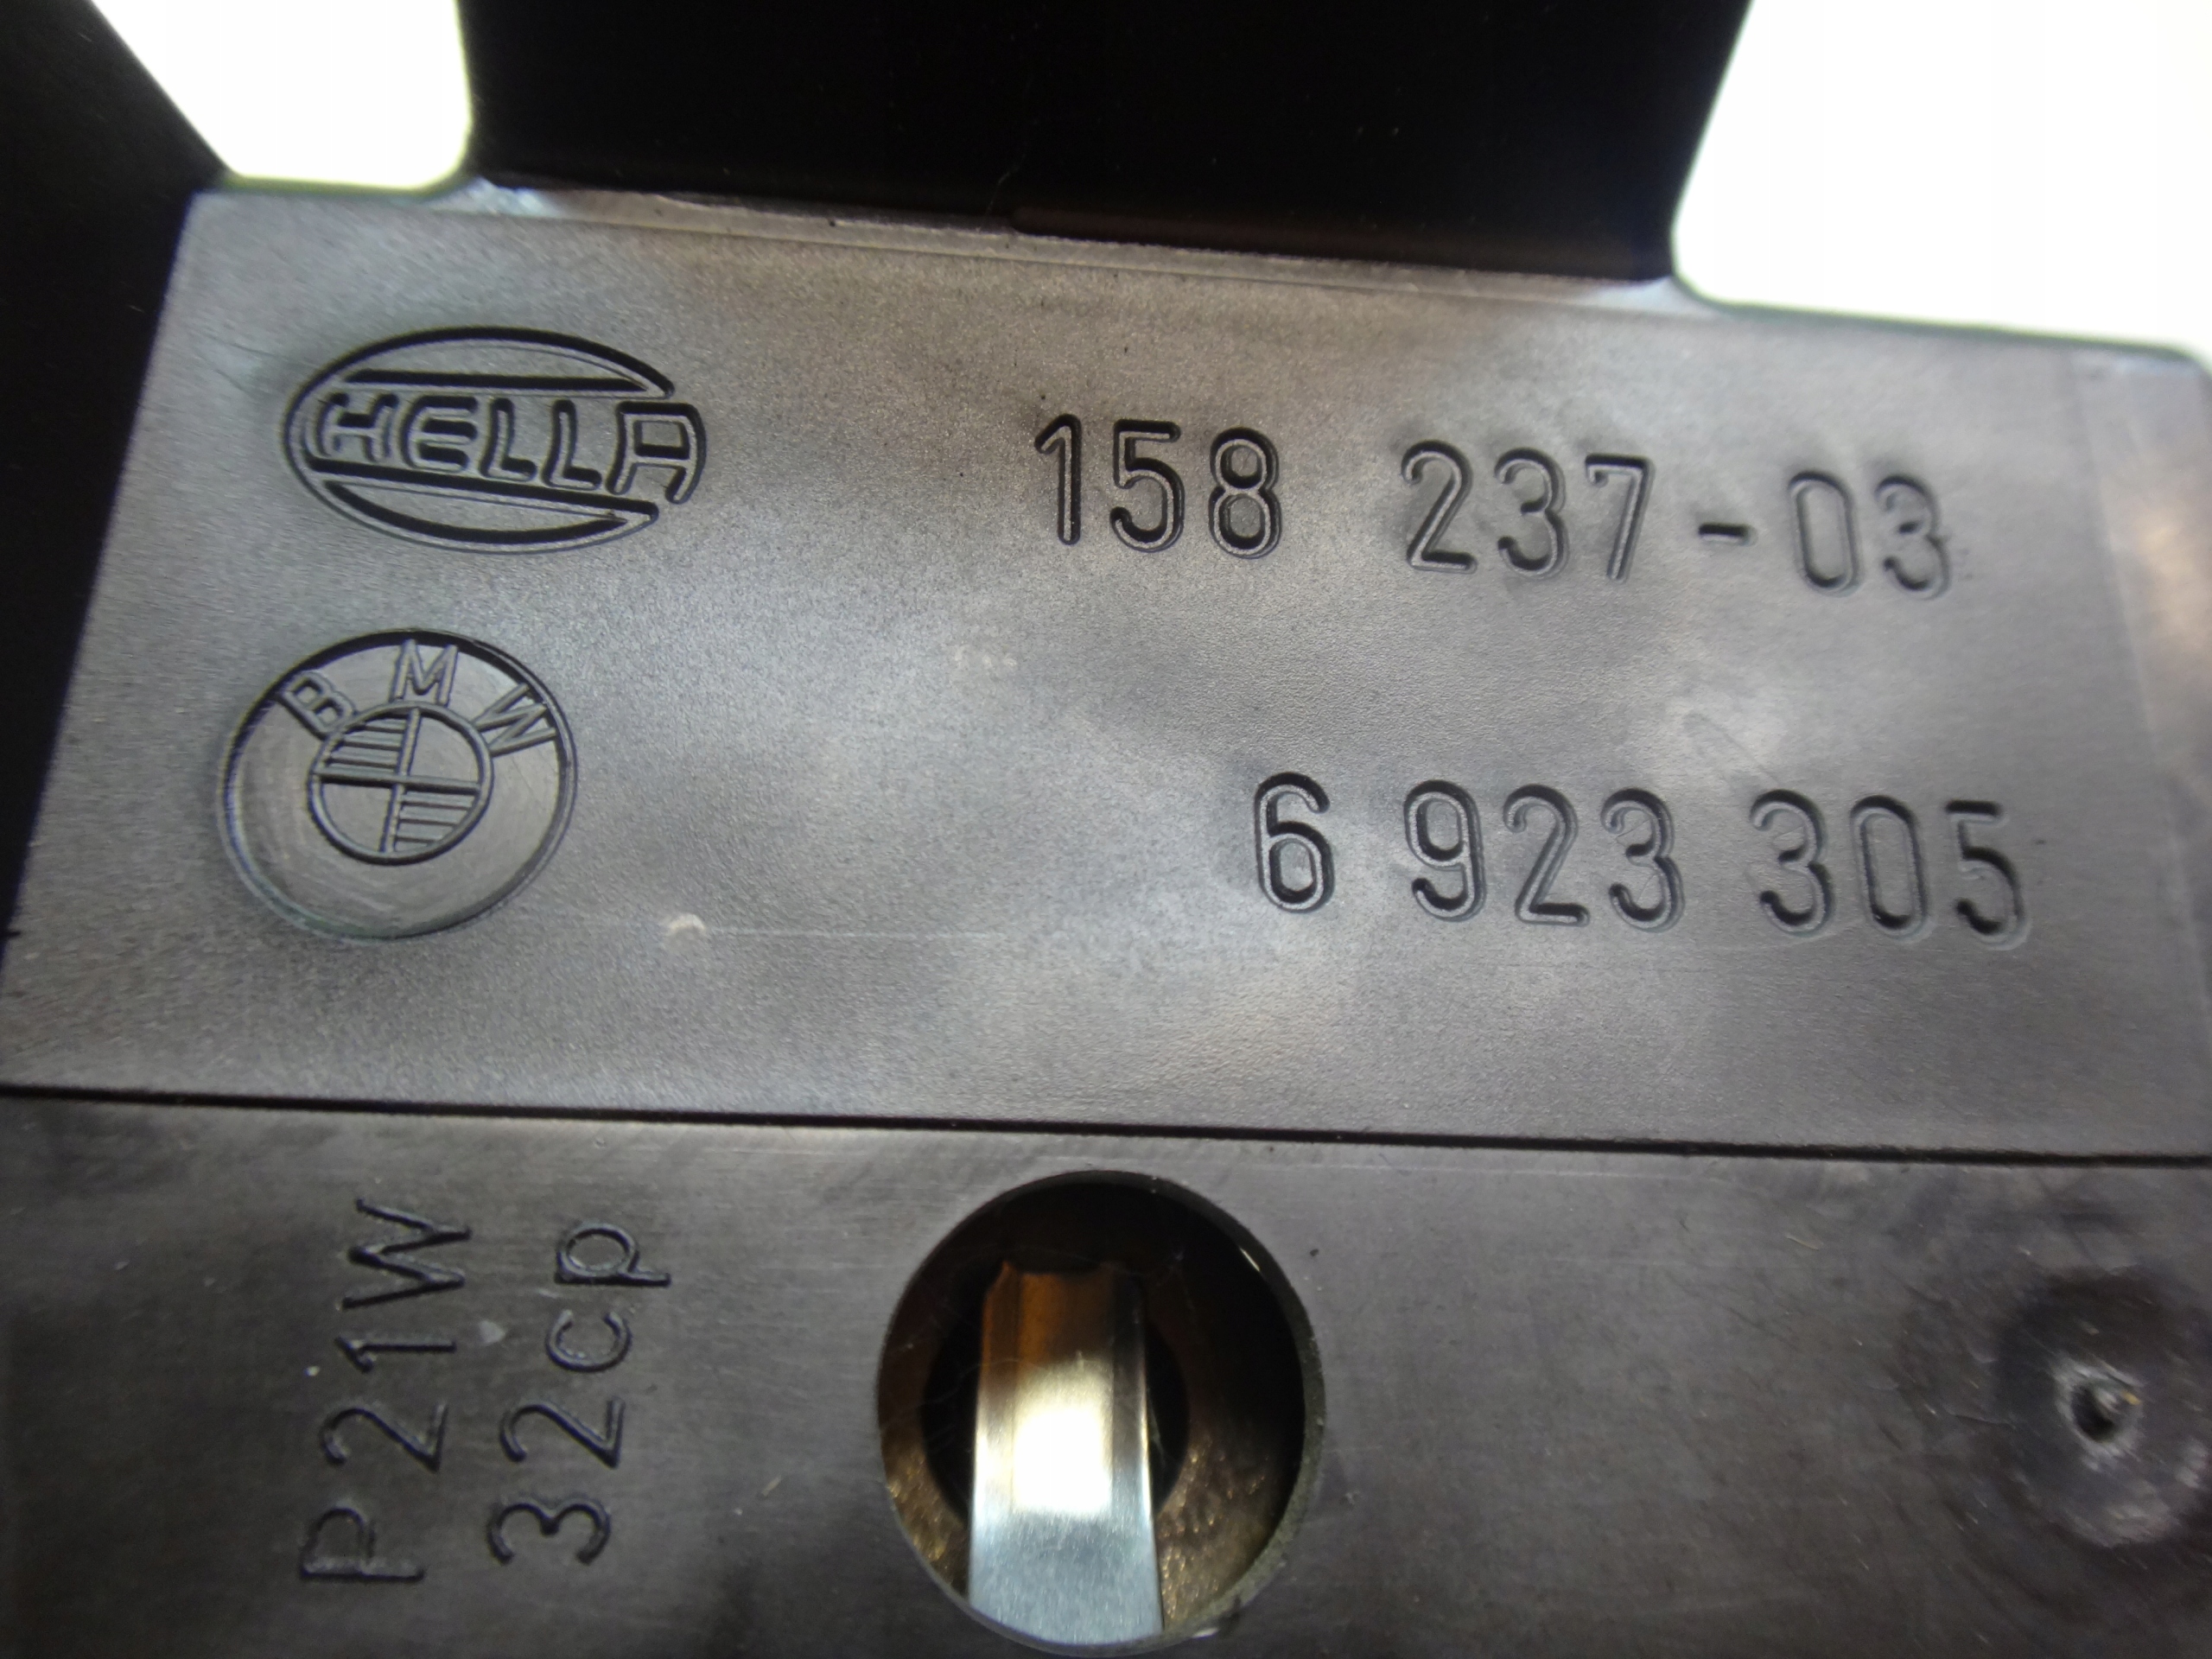 HELLA
158 237-03
BMW
6 923 305
P21W
32cp